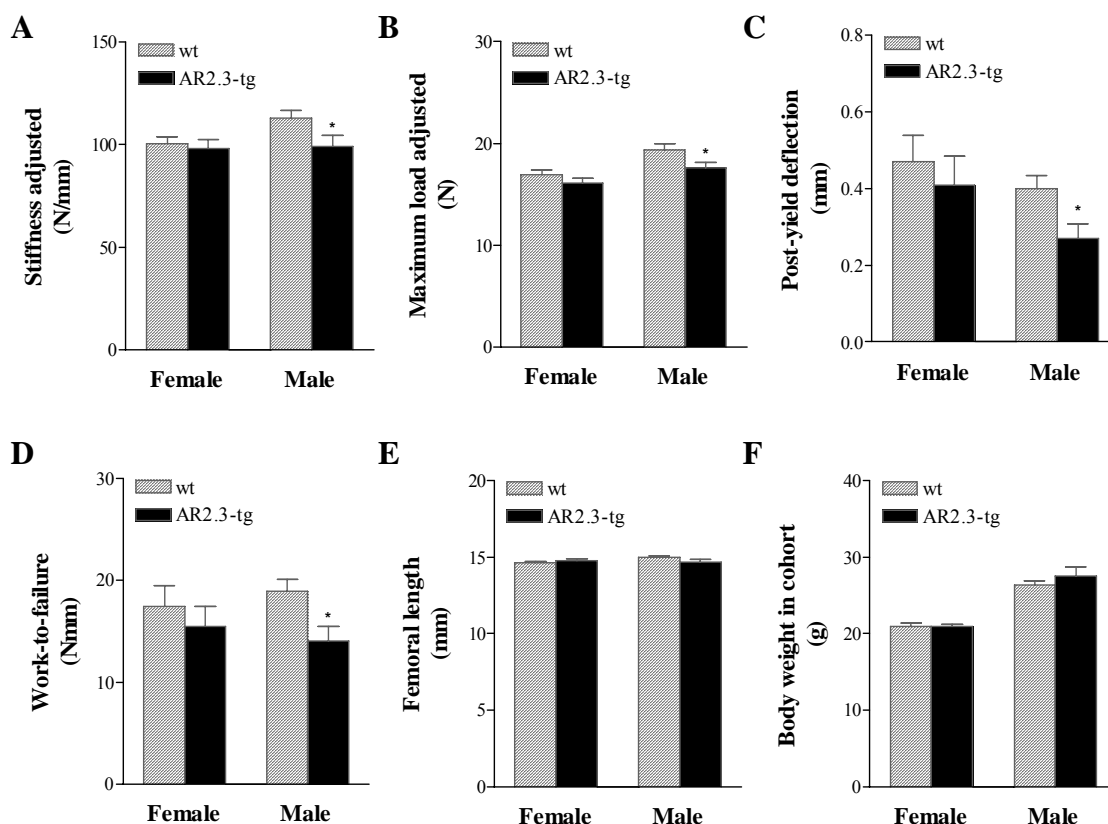 A
Stiffness adjusted
(N/mm)
150
100
50
0
wt
AR2.3-tg
*
Female Male
B
Maximum load adjusted
(N)
30
20
10
0
wt
AR2.3-tg
*
Female Male
C
Post-yield deflection
(mm)
0.8
0.6
0.4
0.2
0.0
wt
AR2.3-tg
*
Female Male
D
Work-to-failure
(Nmm)
30
20
10
0
wt
AR2.3-tg
*
Female Male
E
Femoral length
(mm)
20
15
10
5
0
wt
AR2.3-tg
Female Male
F
Body weight in cohort
(g)
40
30
20
10
0
wt
AR2.3-tg
Female Male